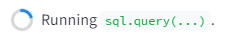 Running sql.query(...) .